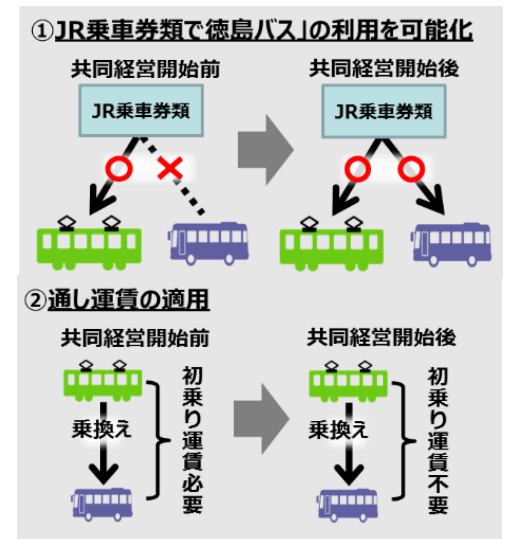 ①JR乗車券類で徳島バス」の利用を可能化
共同経営開始前
共同経営開始後
JR乗車券類
JR乗車券類
②通し運賃の適用
共同経営開始前
共同経営開始後
乗換え
初乗り運賃必要
乗換え
初乗り運賃不要